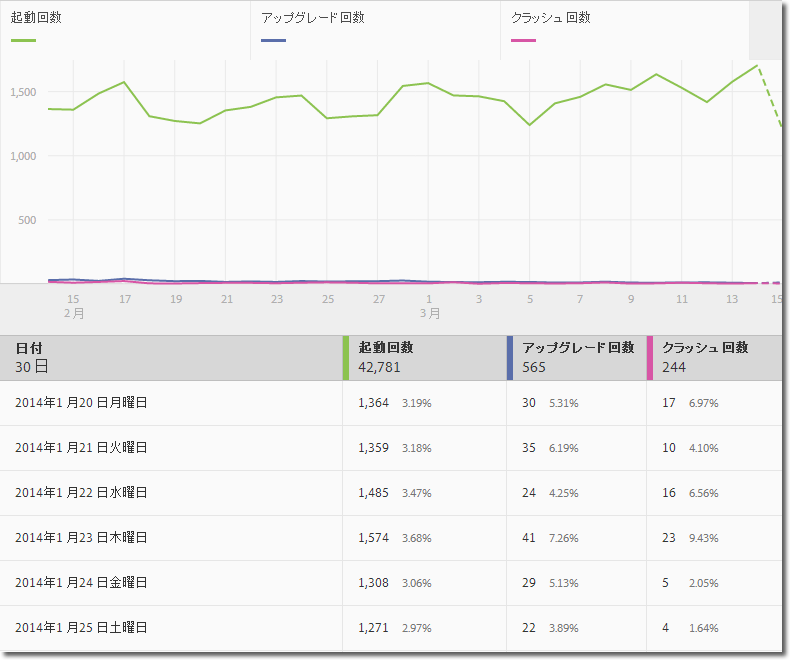 起動回数 アップグレード回数 クラッシュ回数
1,500
1,000
500
15 17 19 21 23 25 27 1 3 5 7 9 11 13 15
2月 3月
日付 起動回数 アップグレード回数 クラッシュ回数
30日 42,781 565 244
2014年1月20日月曜日 1,364 3.19% 30 5.31% 17 6.97%
2014年1月21日火曜日 1,359 3.18% 35 6.19% 10 4.10%
2014年1月22日水曜日 1,485 3.47% 24 4.25% 16 6.56%
2014年1月23日木曜日 1,574 3.68% 41 7.26% 23 9.43%
2014年1月24日金曜日 1,308 3.06% 29 5.13% 5 2.05%
2014年1月25日土曜日 1,271 2.97% 22 3.89% 4 1.64%